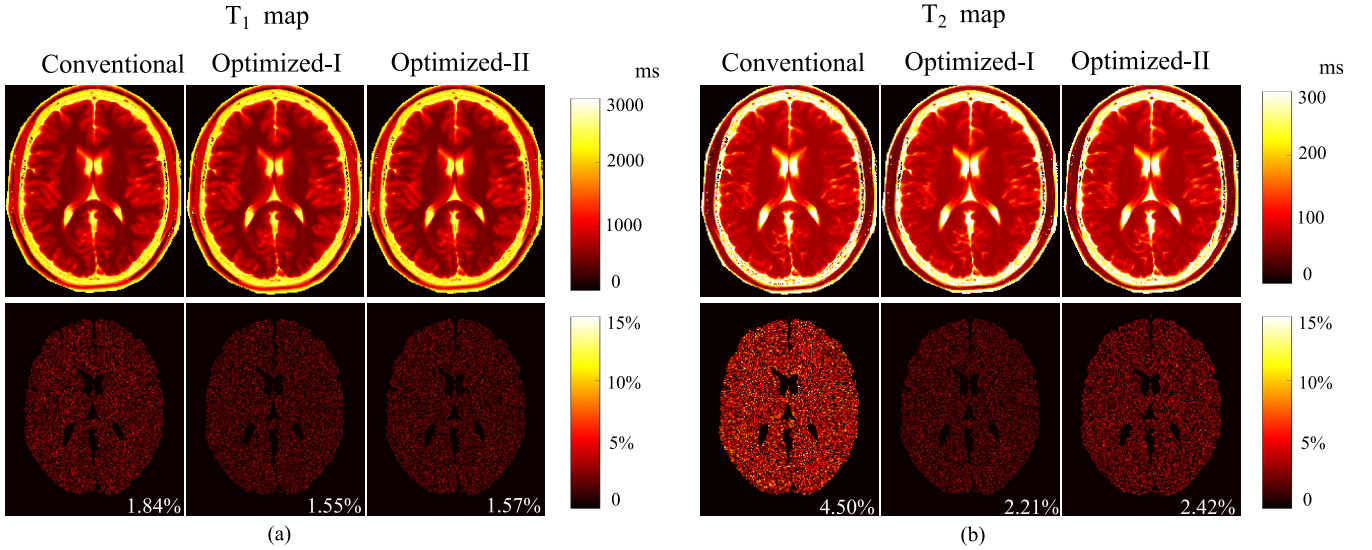 T₁ map
Conventional
Optimized-I
Optimized-II
ms
3000
2000
1000
0
15%
10%
5%
0
1.84%
1.55%
1.57%
(a)
T₂ map
Conventional
Optimized-I
Optimized-II
ms
300
200
100
0
15%
10%
5%
0
4.50%
2.21%
2.42%
(b)